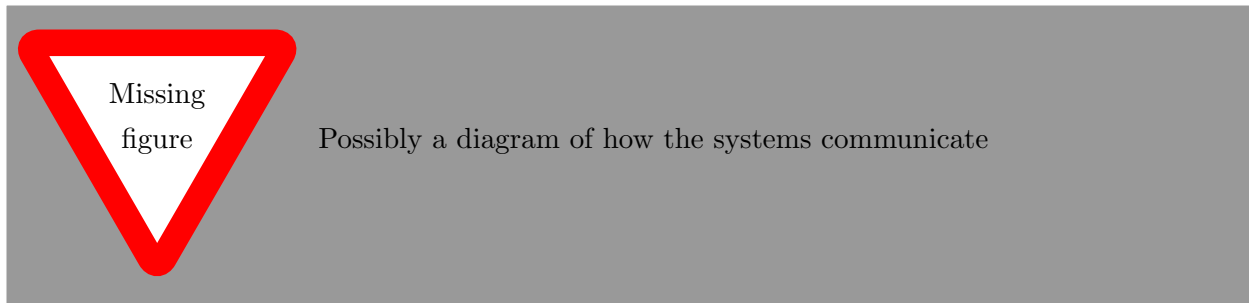 Missing
figure
Possibly a diagram of how the systems communicate